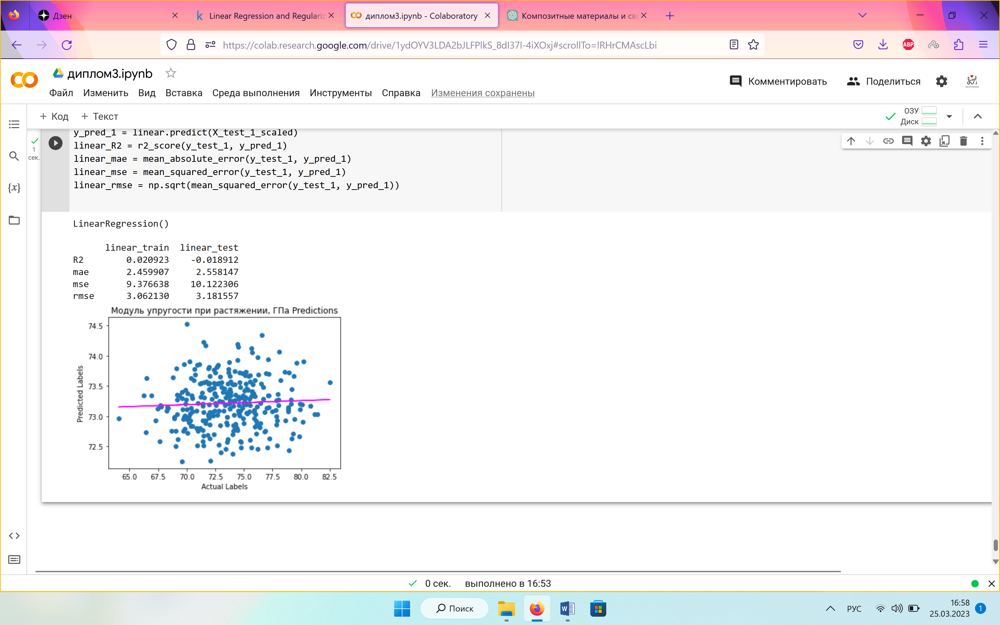 Дзен
Linear Regression and Regulariz
диплом3.ipynb - Colaboratory
Композитные материалы и сво
https://colab.research.google.com/drive/1ydOYV3LDA2bJLFPlkS_8dI37l-4iXOxj#scrollTo=lRHrCMAscLbi
ABP
диплом3.ipynb
Комментировать
Поделиться
Файл Изменить Вид Вставка Среда выполнения Инструменты Справка Изменения сохранены
+ Код + Текст
ОЗУ
Диск
1
сек.
{x}
y_pred_1 = linear.predict(X_test_1_scaled)
linear_R2 = r2_score(y_test_1, y_pred_1)
linear_mae = mean_absolute_error(y_test_1, y_pred_1)
linear_mse = mean_squared_error(y_test_1, y_pred_1)
linear_rmse = np.sqrt(mean_squared_error(y_test_1, y_pred_1))
LinearRegression()
linear_train linear_test
R2 0.020923 -0.018912
mae 2.459907 2.558147
mse 9.376638 10.122306
rmse 3.062130 3.181557
Модуль упругости при растяжении, ГПа Predictions
74.5
74.0
73.5
73.0
72.5
Predicted Labels
65.0 67.5 70.0 72.5 75.0 77.5 80.0 82.5
Actual Labels
0 сек. выполнено в 16:53
Поиск
W
РУС
16:58
25.03.2023
1